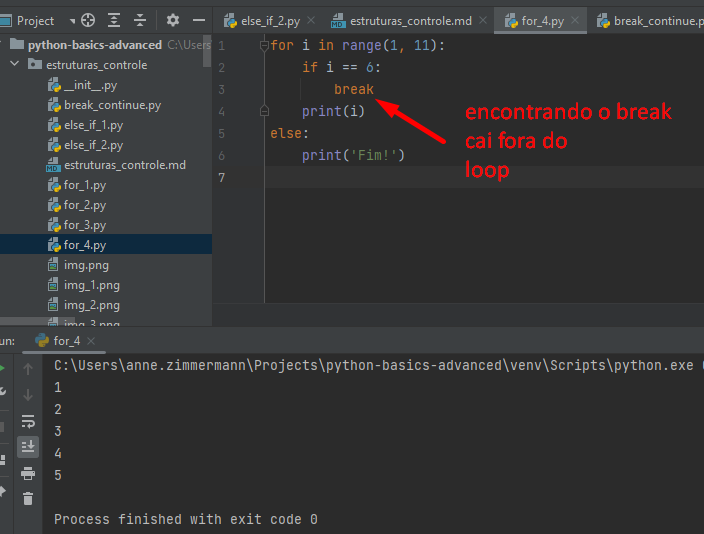 Project
else_if_2.py
estruturas_controle.md
for_4.py
break_continue.p
python-basics-advanced C:\Users
estruturas_controle
__init__.py
break_continue.py
else_if_1.py
else_if_2.py
estruturas_controle.md
for_1.py
for_2.py
for_3.py
for_4.py
img.png
img_1.png
img_2.png
img_3.png
1 for i in range(1, 11):
2 if i == 6:
3 break
4 print(i)
5 else:
6 print('Fim!')
7
encontrando o break
cai fora do
loop
un:
for_4
C:\Users\anne.zimmermann\Projects\python-basics-advanced\venv\Scripts\python.exe
1
2
3
4
5
Process finished with exit code 0